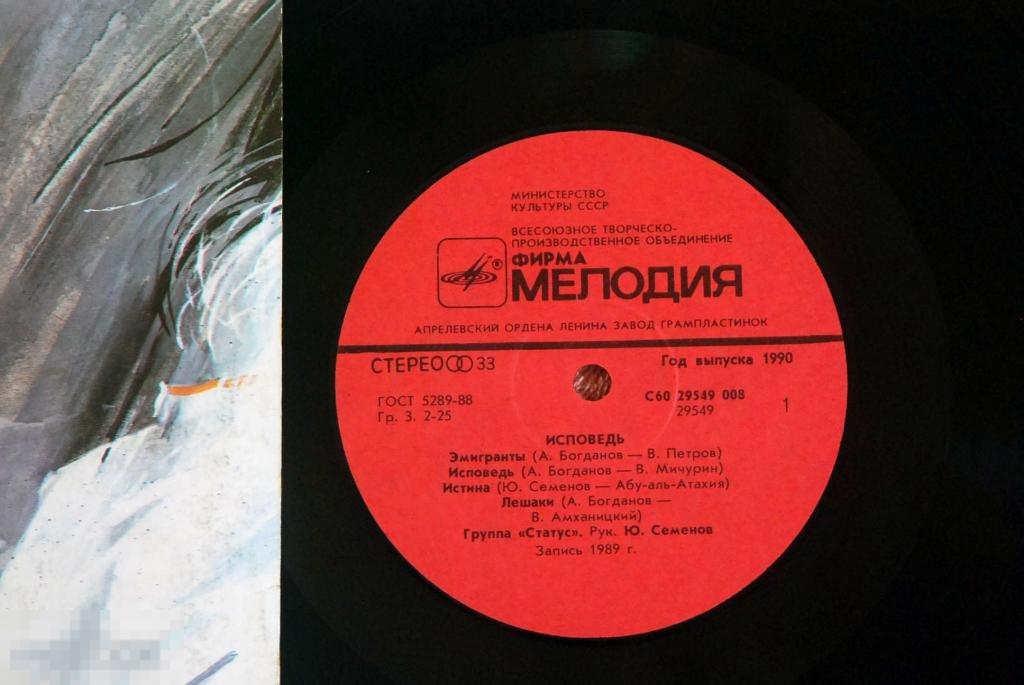 МИНИСТЕРСТВО
КУЛЬТУРЫ СССР
ВСЕСОЮЗНОЕ ТВОРЧЕСКО-
ПРОИЗВОДСТВЕННОЕ ОБЪЕДИНЕНИЕ
ФИРМА
®
МЕЛОДИЯ
АПРЕЛЕВСКИЙ ОРДЕНА ЛЕНИНА ЗАВОД ГРАМПЛАСТИНОК
СТЕРЕО 33
Год выпуска 1990
ГОСТ 5289-88
Гр. 3. 2-25
С60 29549 008
29549
1
ИСПОВЕДЬ
Эмигранты (А. Богданов — В. Петров)
Исповедь (А. Богданов — В. Мичурин)
Истина (Ю. Семенов — Абу-аль-Атахия)
Лешаки (А. Богданов —
В. Амханицкий)
Группа «Статус». Рук. Ю. Семенов
Запись 1989 г.